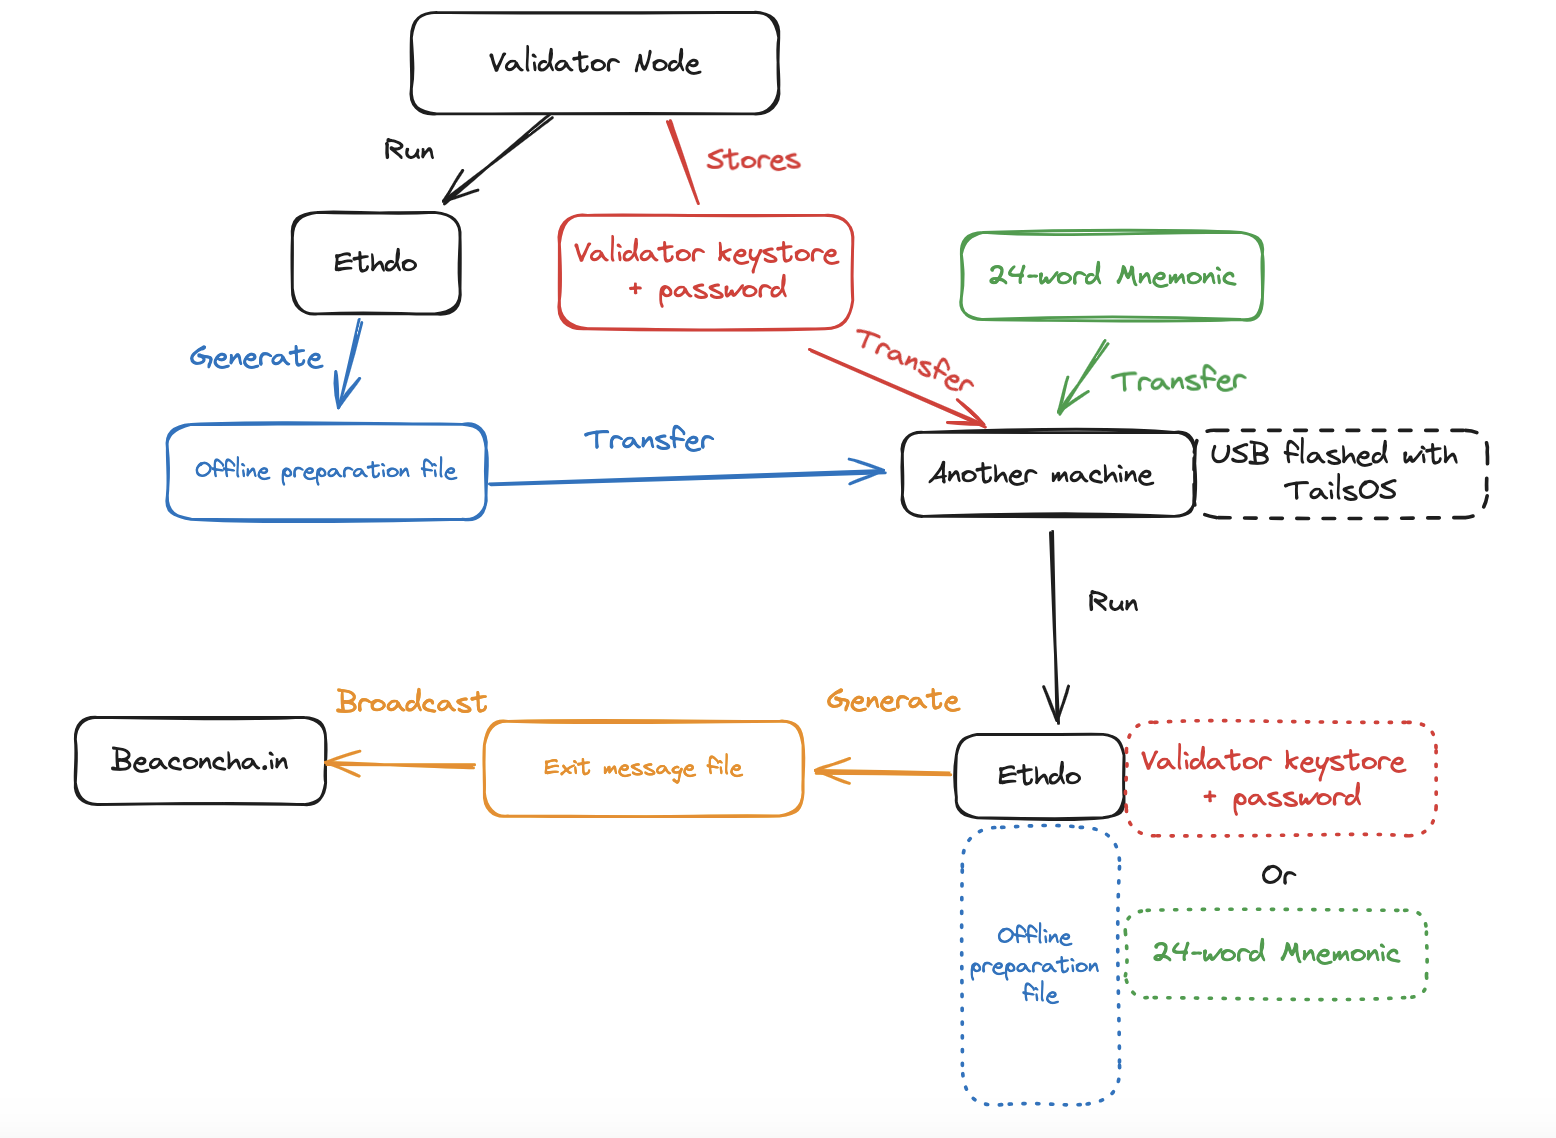 Validator Node
Run
Stores
Ethdo
Validator keystore
+ password
24-word Mnemonic
Generate
Transfer
Transfer
Transfer
Offline preparation file
Another machine
USB flashed with
TailsOS
Run
Broadcast
Generate
Beaconcha.in
Exit message file
Ethdo
Validator keystore
+ password
Or
Offline
preparation
file
24-word Mnemonic